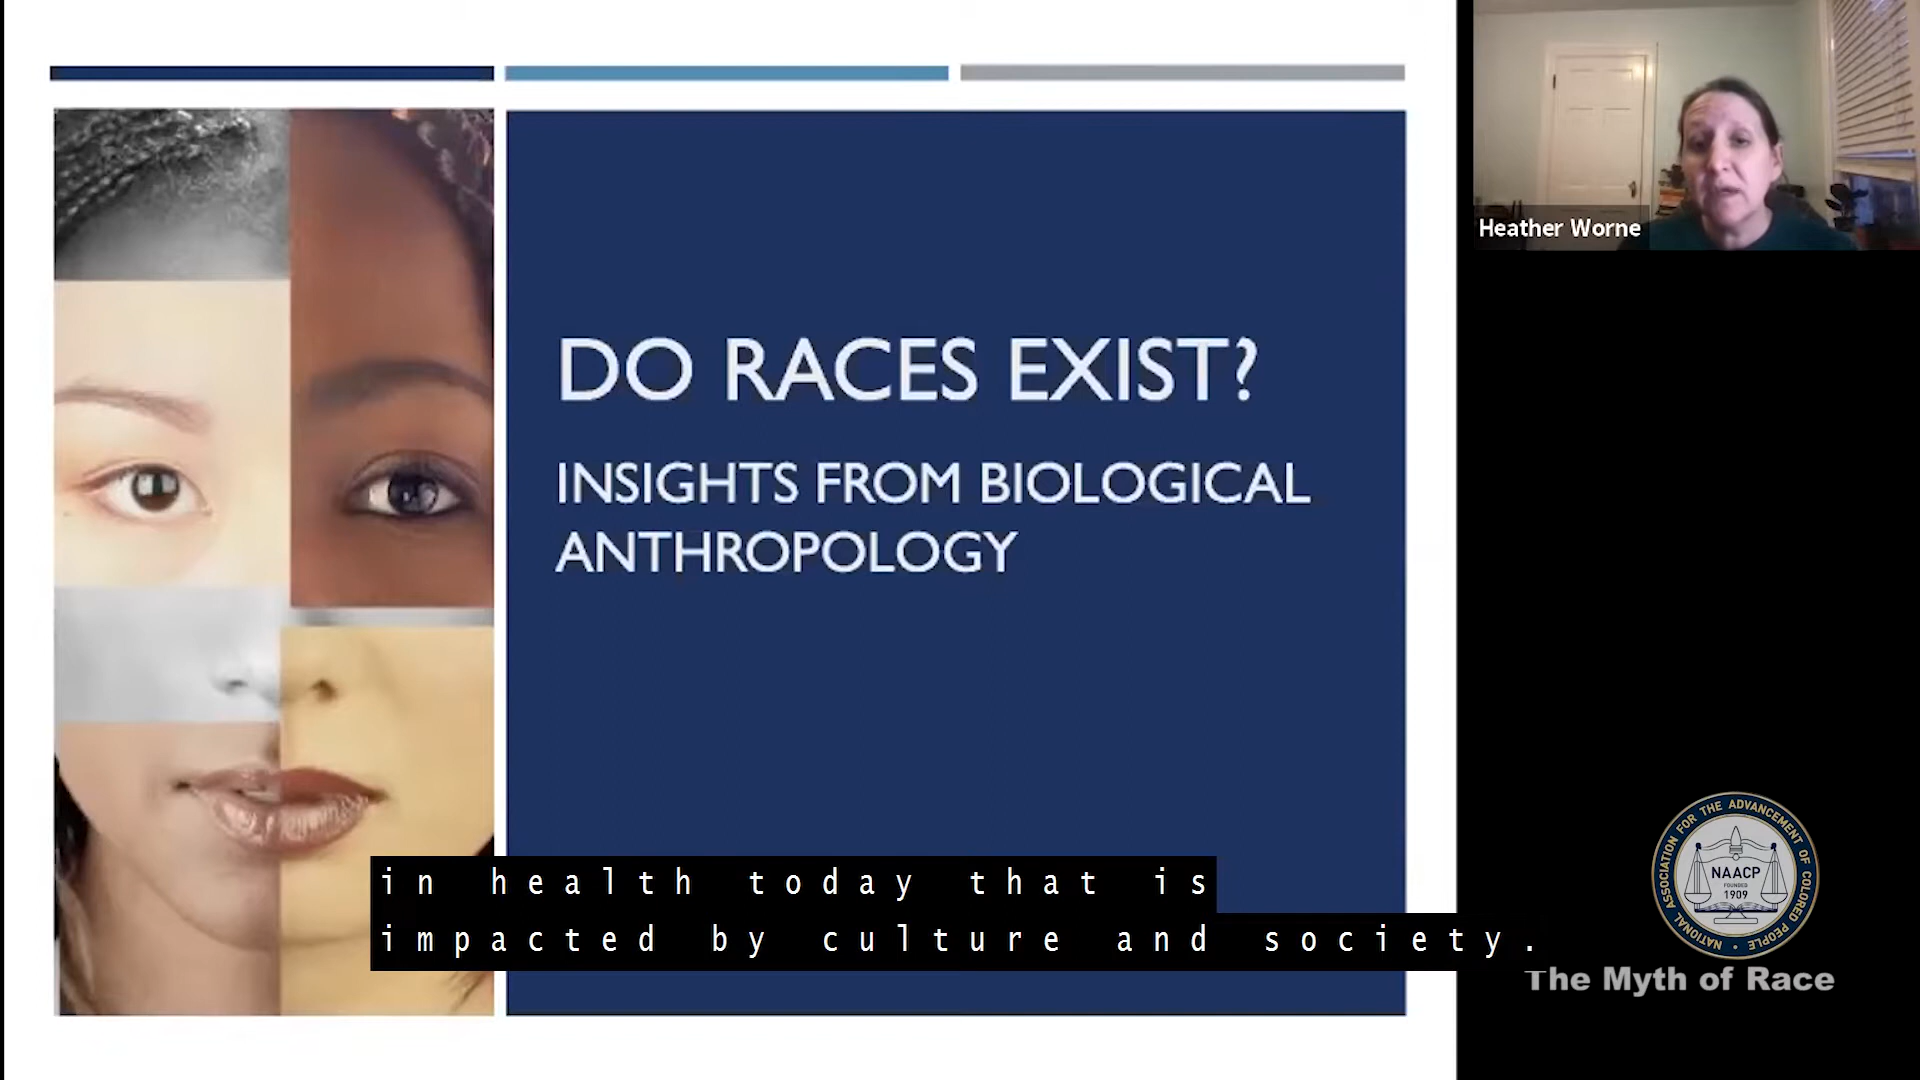 DO RACES EXIST?
INSIGHTS FROM BIOLOGICAL
ANTHROPOLOGY
Heather Worne
in health today that is
impacted by culture and society.
NATIONAL ASSOCIATION FOR THE ADVANCEMENT OF COLORED PEOPLE
NAACP
FOUNDED
1909
The Myth of Race